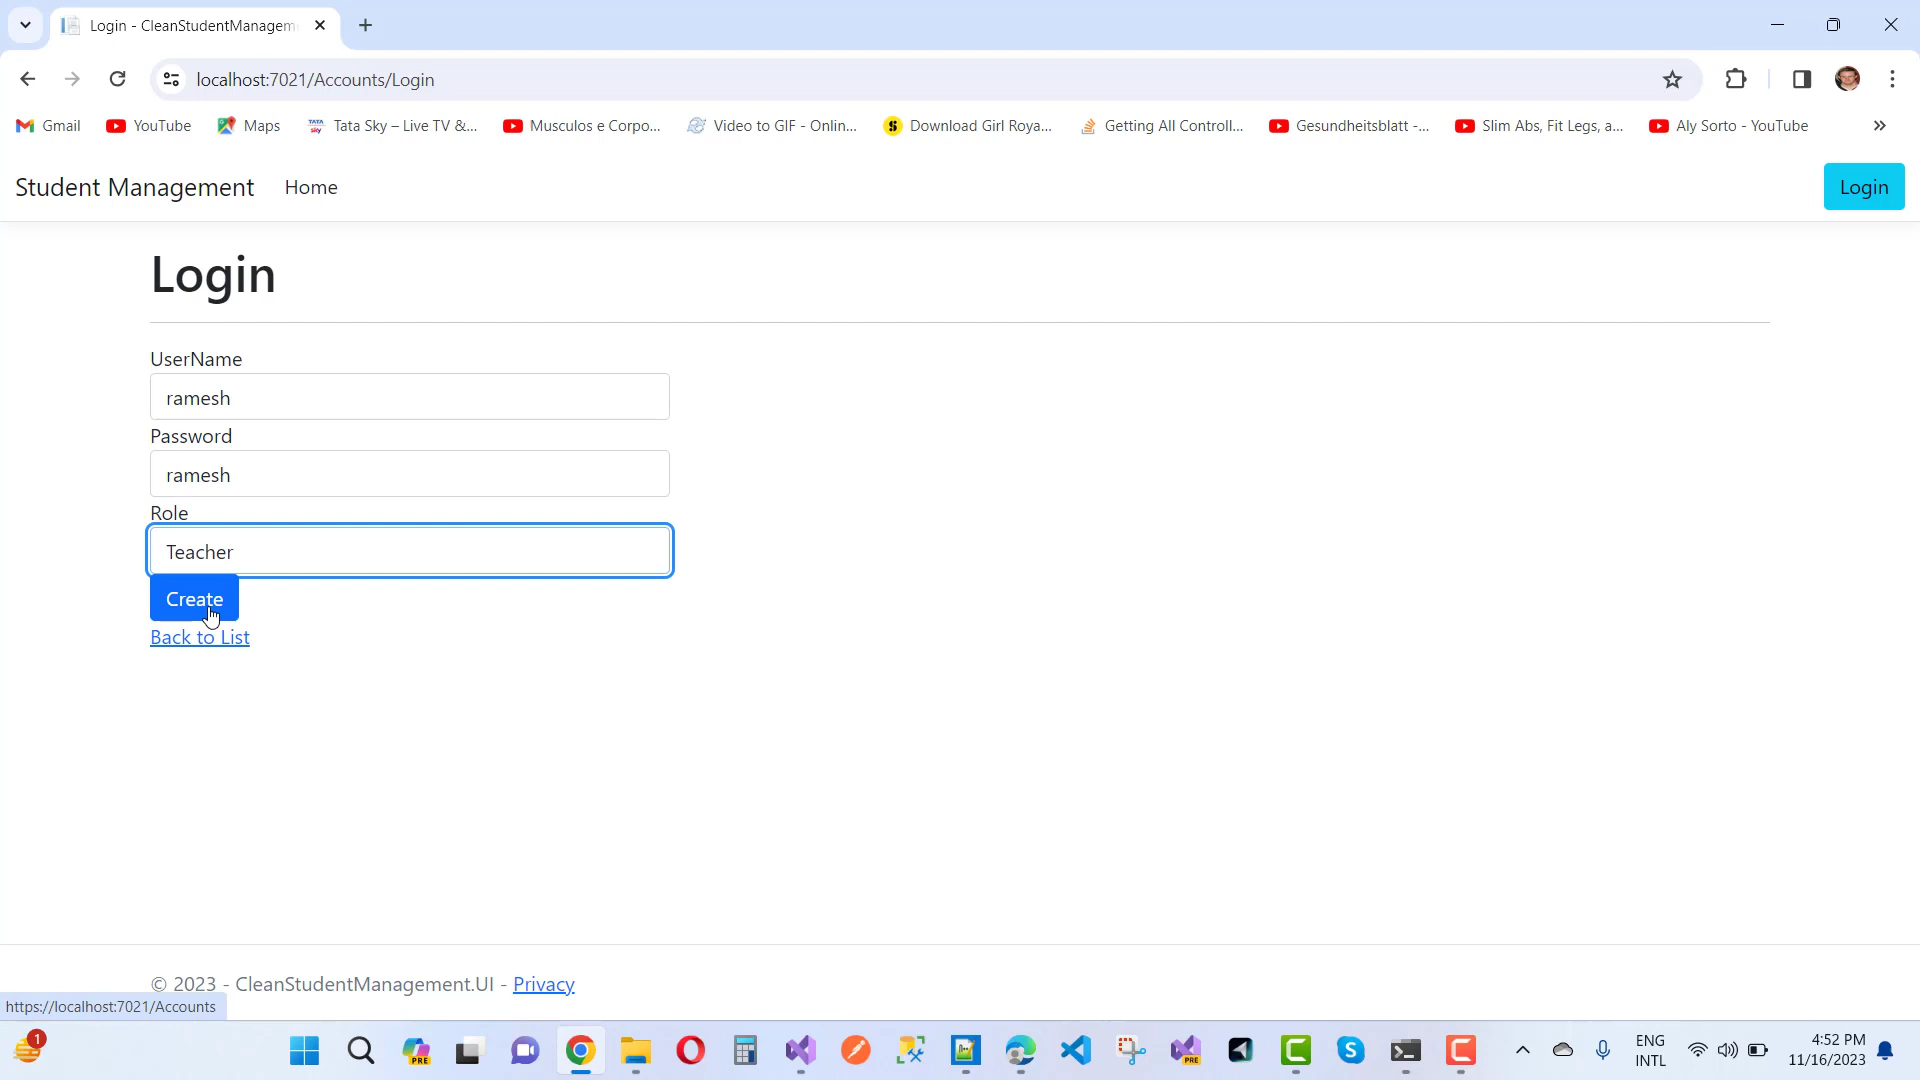 Login - CleanStudentManagem
localhost:7021/Accounts/Login
Gmail YouTube Maps Tata Sky – Live TV &... Musculos e Corpo... Video to GIF - Onlin... Download Girl Roya... Getting All Controll... Gesundheitsblatt -... Slim Abs, Fit Legs, a... Aly Sorto - YouTube »
Student Management Home Login
Login
UserName
ramesh
Password
ramesh
Role
Teacher
Create
Back to List
© 2023 - CleanStudentManagement.UI - Privacy
https://localhost:7021/Accounts
1 PRE PRE ENG 4:52 PM
INTL 11/16/2023